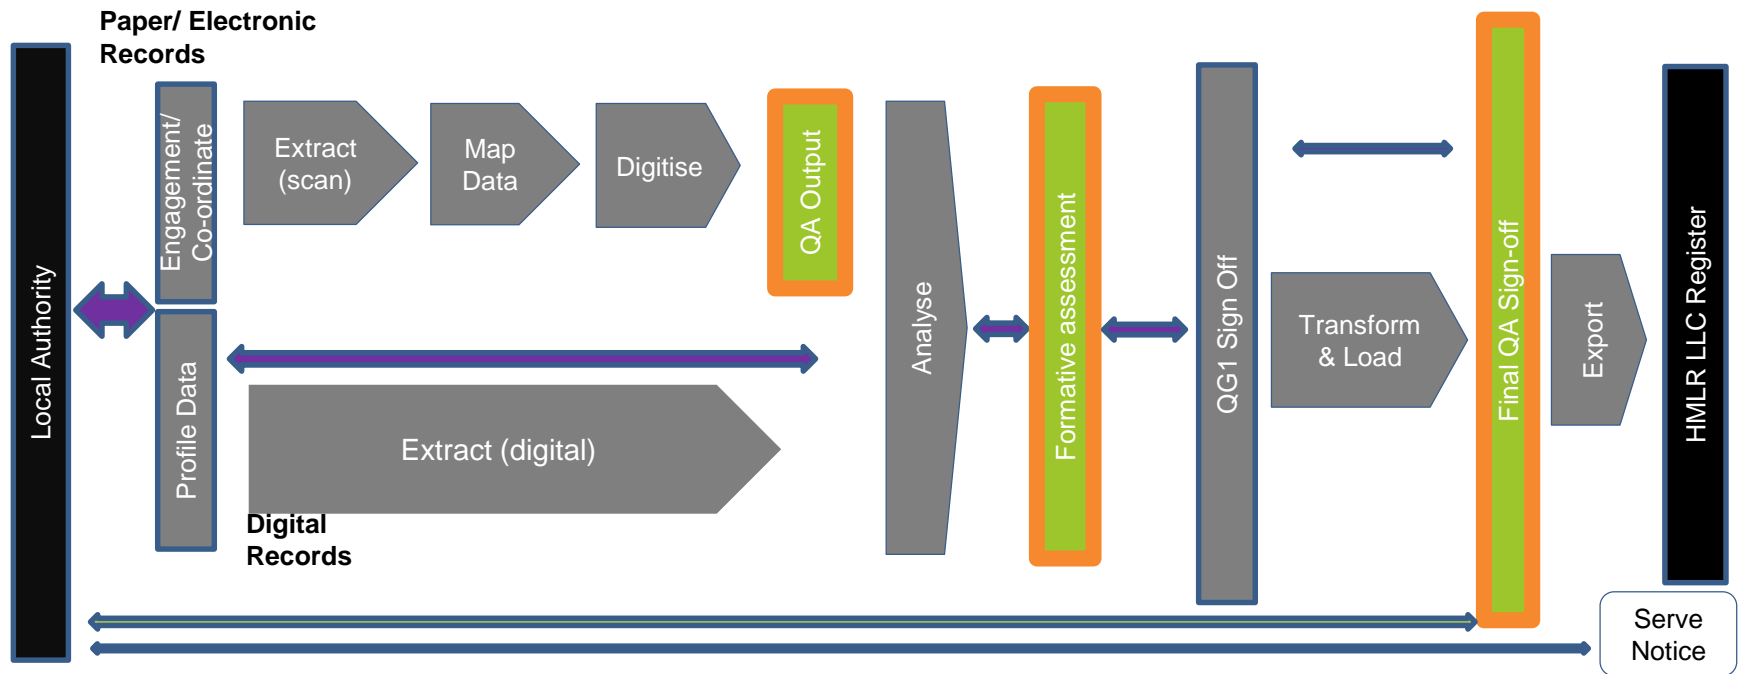 Paper/ Electronic
Records
Local Authority
Engagement/
Co-ordinate
Profile Data
Extract
(scan)
Map
Data
Digitise
QA Output
Extract (digital)
Digital
Records
Analyse
Formative assessment
QG1 Sign Off
Transform
& Load
Final QA Sign-off
Export
HMLR LLC Register
Serve
Notice